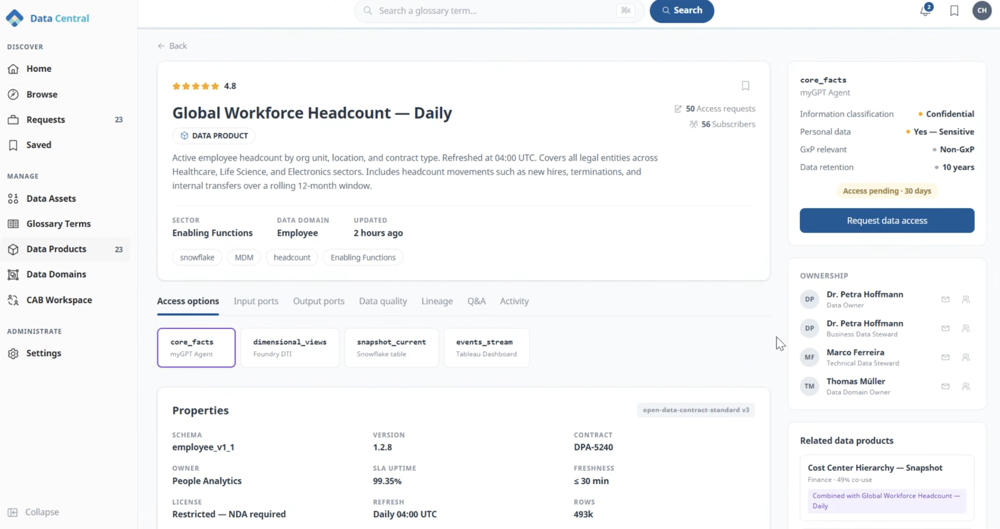 Data Central
Search a glossary term...
⌘K
Search
2
CH
DISCOVER
Home
Browse
Requests 23
Saved
MANAGE
Data Assets
Glossary Terms
Data Products 23
Data Domains
CAB Workspace
ADMINISTRATE
Settings
Collapse
← Back
4.8
Global Workforce Headcount — Daily
50 Access requests
56 Subscribers
DATA PRODUCT
Active employee headcount by org unit, location, and contract type. Refreshed at 04:00 UTC. Covers all legal entities across
Healthcare, Life Science, and Electronics sectors. Includes headcount movements such as new hires, terminations, and
internal transfers over a rolling 12-month window.
SECTOR DATA DOMAIN UPDATED
Enabling Functions Employee 2 hours ago
snowflake MDM headcount Enabling Functions
Access options Input ports Output ports Data quality Lineage Q&A Activity
core_facts dimensional_views snapshot_current events_stream
myGPT Agent Foundry DTI Snowflake table Tableau Dashboard
Properties open-data-contract-standard v3
SCHEMA VERSION CONTRACT
employee_v1_1 1.2.8 DPA-5240
OWNER SLA UPTIME FRESHNESS
People Analytics 99.35% ≤ 30 min
LICENSE REFRESH ROWS
Restricted — NDA required Daily 04:00 UTC 493k
core_facts
myGPT Agent
Information classification Confidential
Personal data Yes — Sensitive
GxP relevant Non-GxP
Data retention 10 years
Access pending · 30 days
Request data access
OWNERSHIP
DP Dr. Petra Hoffmann
Data Owner
DP Dr. Petra Hoffmann
Business Data Steward
MF Marco Ferreira
Technical Data Steward
TM Thomas Müller
Data Domain Owner
Related data products
Cost Center Hierarchy — Snapshot
Finance · 49% co-use
Combined with Global Workforce Headcount —
Daily